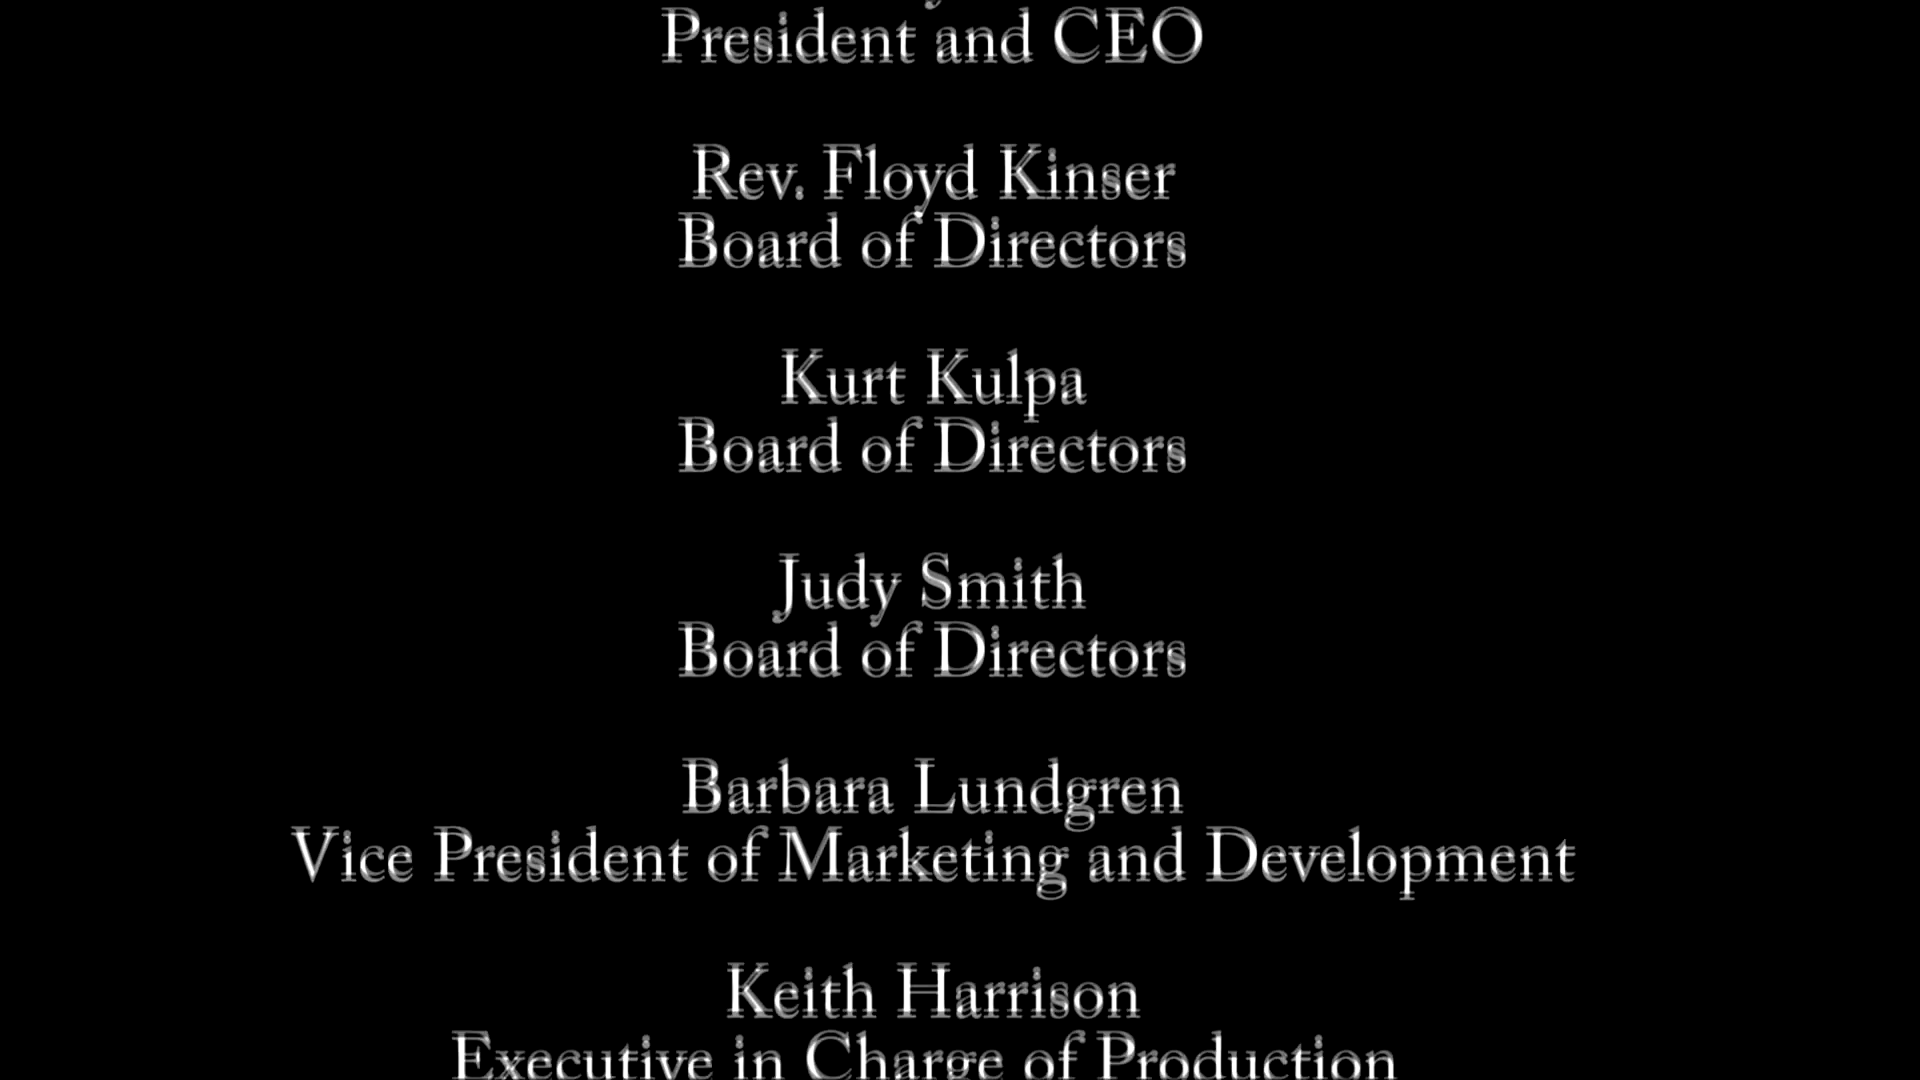 President and CEO
Rev. Floyd Kinser
Board of Directors
Kurt Kulpa
Board of Directors
Judy Smith
Board of Directors
Barbara Lundgren
Vice President of Marketing and Development
Keith Harrison
Executive in Charge of Production